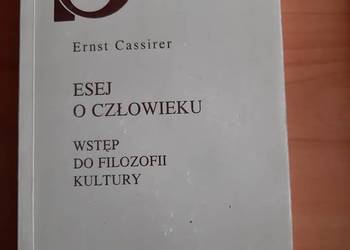 Ernst Cassirer
ESEJ
O CZŁOWIEKU
WSTĘP
DO FILOZOFII
KULTURY